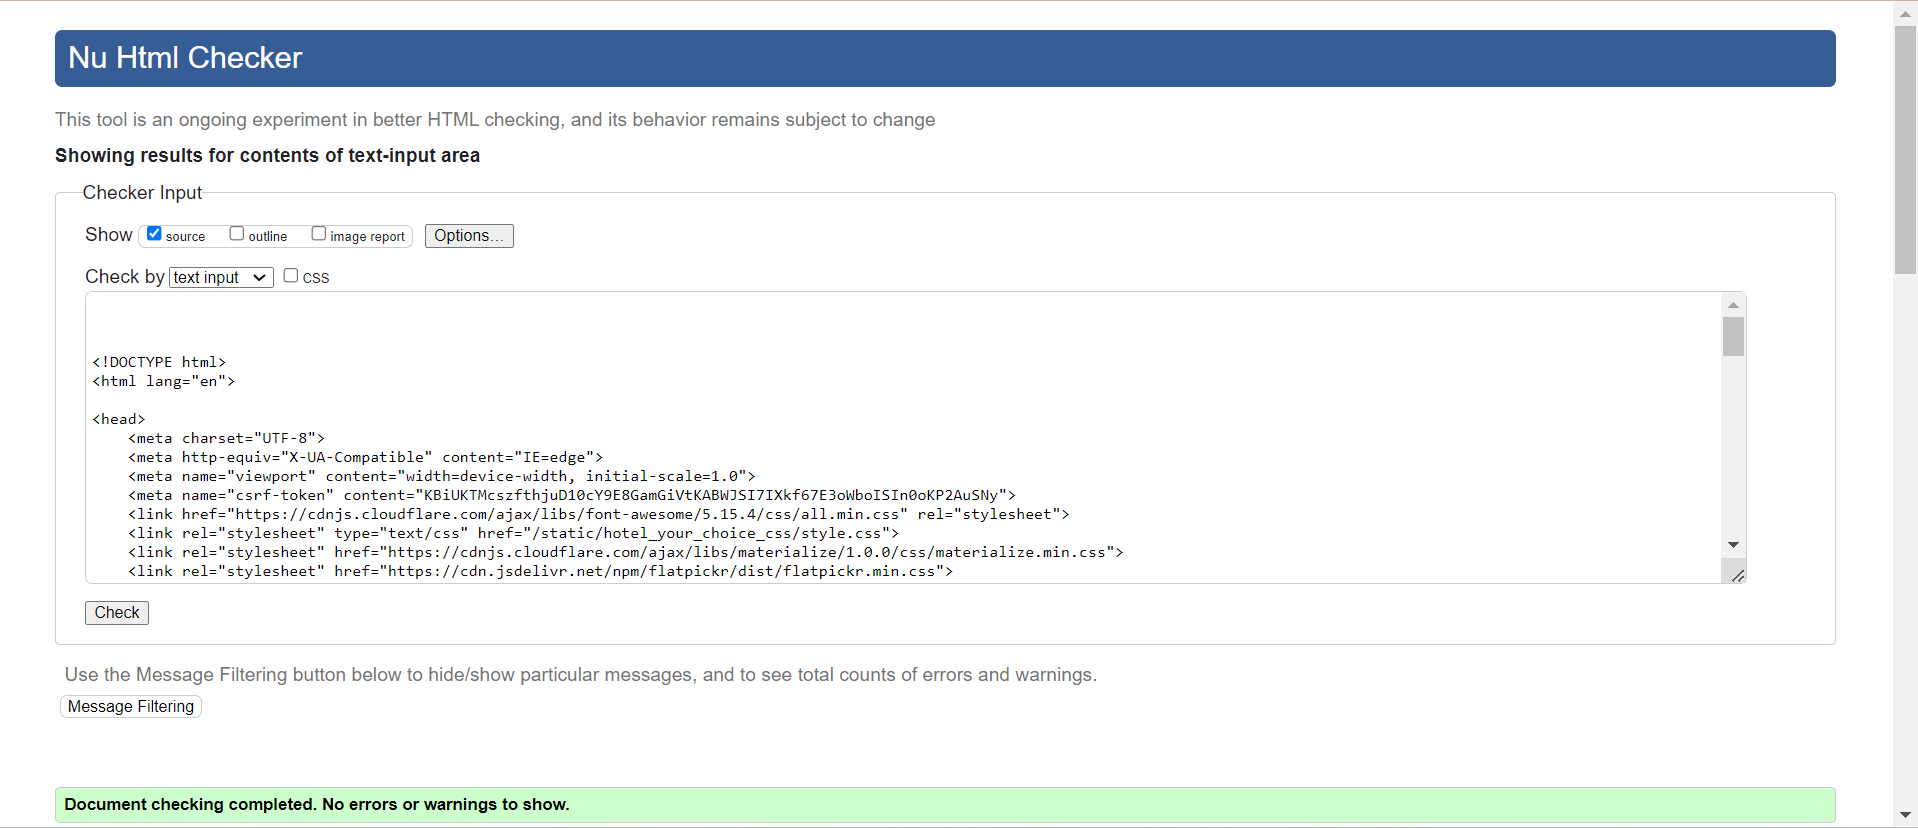 Nu Html Checker
This tool is an ongoing experiment in better HTML checking, and its behavior remains subject to change
Showing results for contents of text-input area
Checker Input
Show source outline image report Options...
Check by text input css
<!DOCTYPE html>
<html lang="en">
<head>
<meta charset="UTF-8">
<meta http-equiv="X-UA-Compatible" content="IE=edge">
<meta name="viewport" content="width=device-width, initial-scale=1.0">
<meta name="csrf-token" content="KBiUKTMcszfthjuD10cY9E8GamGiVtKABWJSI7IXkf67E3oWboISIn0oKP2AuSNy">
<link href="https://cdnjs.cloudflare.com/ajax/libs/font-awesome/5.15.4/css/all.min.css" rel="stylesheet">
<link rel="stylesheet" type="text/css" href="/static/hotel_your_choice_css/style.css">
<link rel="stylesheet" href="https://cdnjs.cloudflare.com/ajax/libs/materialize/1.0.0/css/materialize.min.css">
<link rel="stylesheet" href="https://cdn.jsdelivr.net/npm/flatpickr/dist/flatpickr.min.css">
Check
Use the Message Filtering button below to hide/show particular messages, and to see total counts of errors and warnings.
Message Filtering
Document checking completed. No errors or warnings to show.